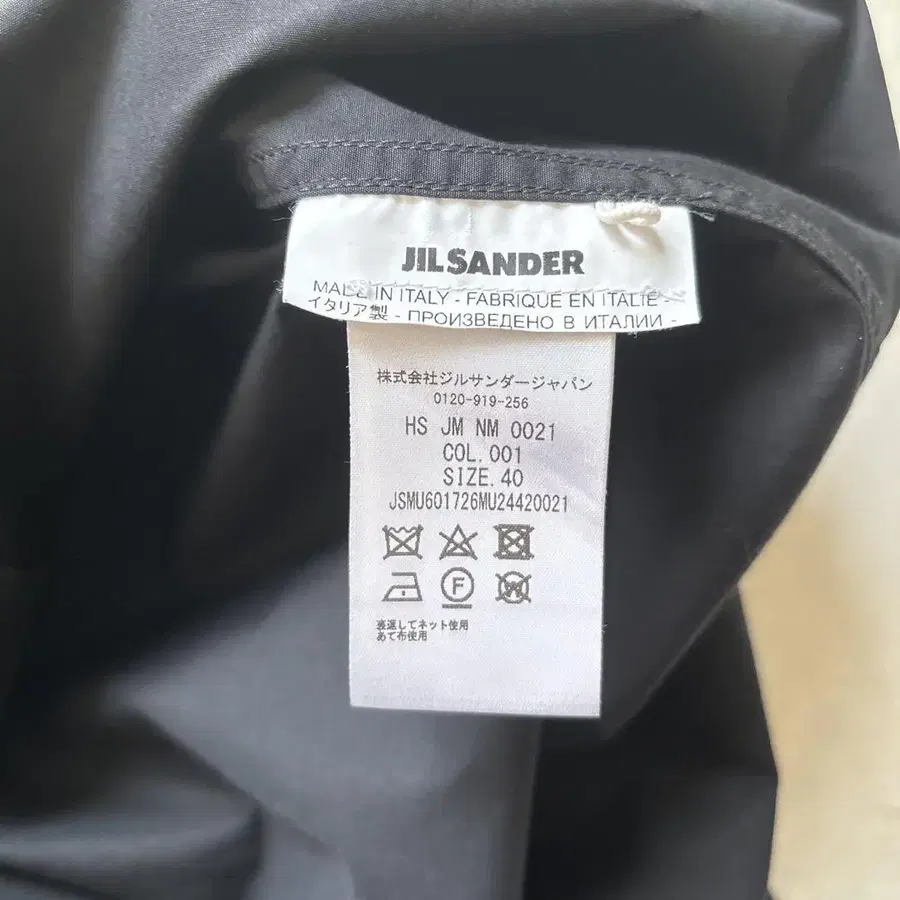 JIL SANDER
MADE IN ITALY - FABRIQUE EN ITALIE -
イタリア製 - ПРОИЗВЕДЕНО В ИТАЛИИ -
株式会社ジルサンダージャパン
0120-919-256
HS JM NM 0021
COL.001
SIZE.40
JSMU601726MU24420021
F
W
裏返してネット使用
あて布使用